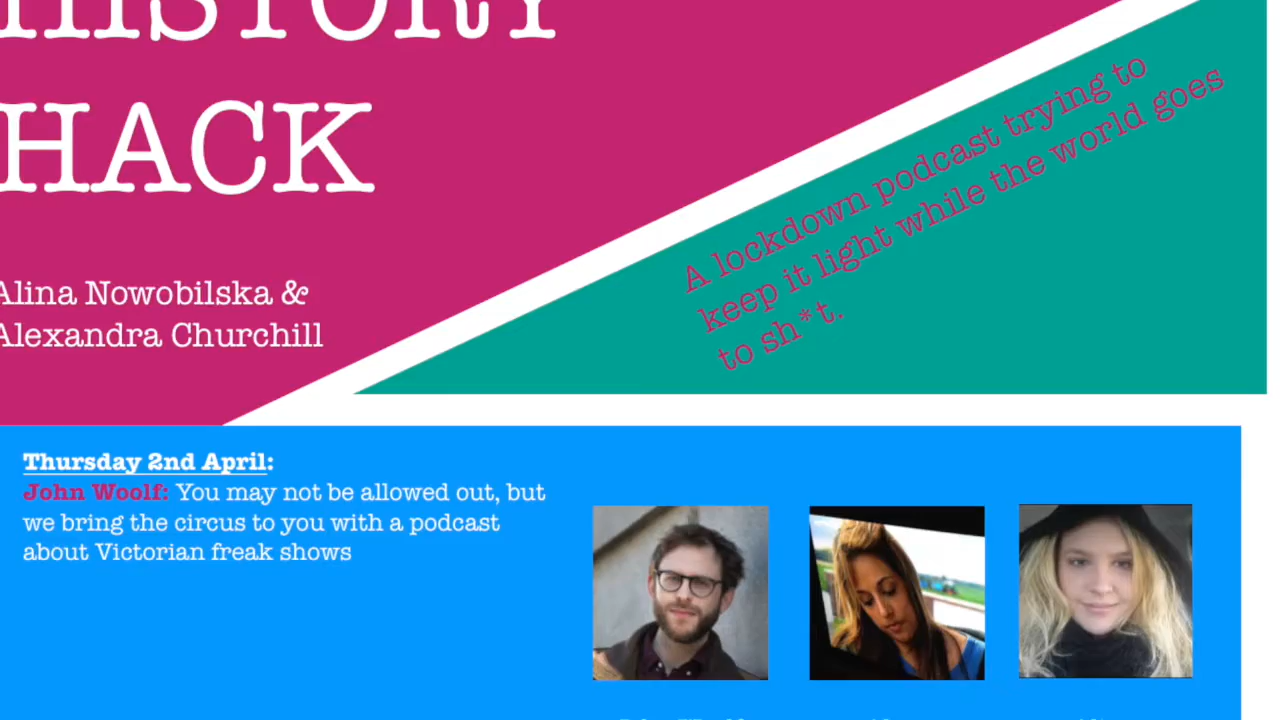 HISTORY
HACK
Alina Nowobilska &
Alexandra Churchill
A lockdown podcast trying to
keep it light while the world goes
to sh*t.
Thursday 2nd April:
John Woolf: You may not be allowed out, but
we bring the circus to you with a podcast
about Victorian freak shows